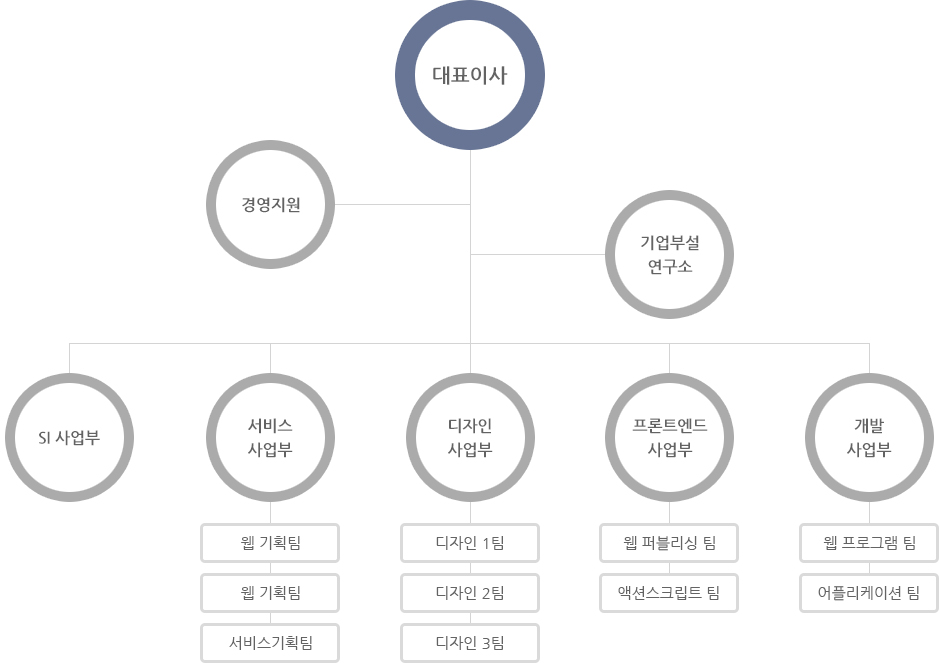 대표이사
경영지원
기업부설
연구소
SI 사업부
서비스
사업부
디자인
사업부
프론트엔드
사업부
개발
사업부
웹 기획팀
디자인 1팀
웹 퍼블리싱 팀
웹 프로그램 팀
웹 기획팀
디자인 2팀
액션스크립트 팀
어플리케이션 팀
서비스기획팀
디자인 3팀